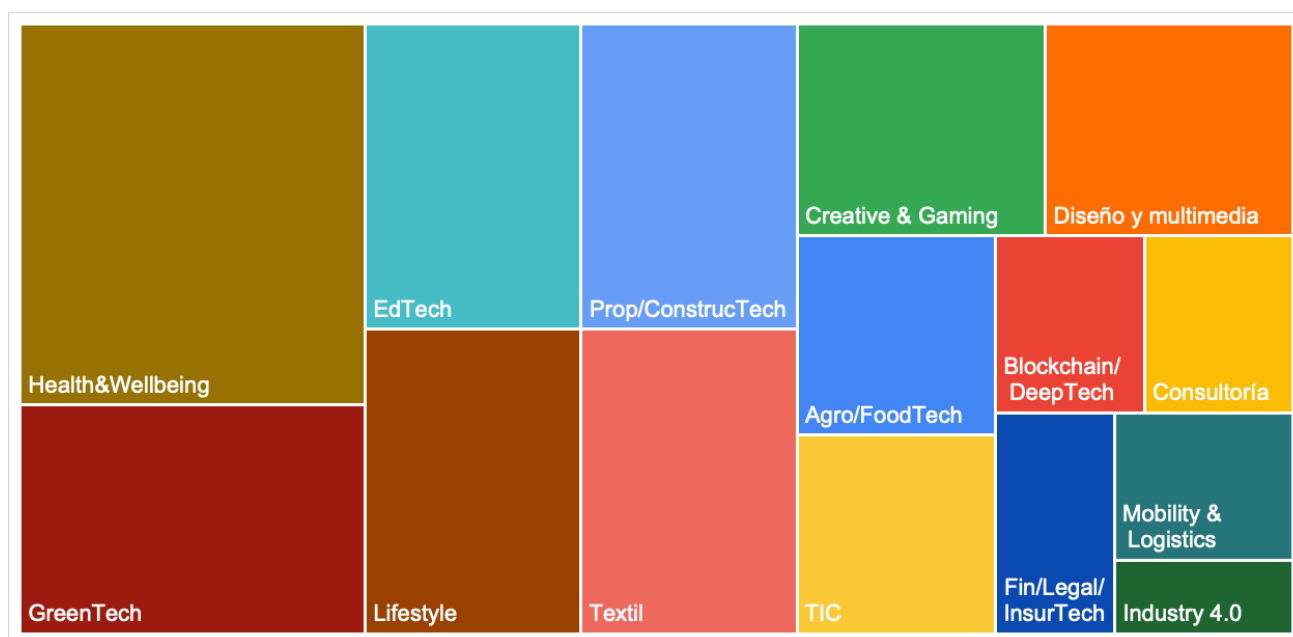 Creative & Gaming
Diseño y multimedia
EdTech
Prop/ConstrucTech
Health&Wellbeing
Agro/FoodTech
Blockchain/
DeepTech
Consultoría
Mobility &
Logistics
GreenTech
Lifestyle
Textil
TIC
Fin/Legal/
InsurTech
Industry 4.0